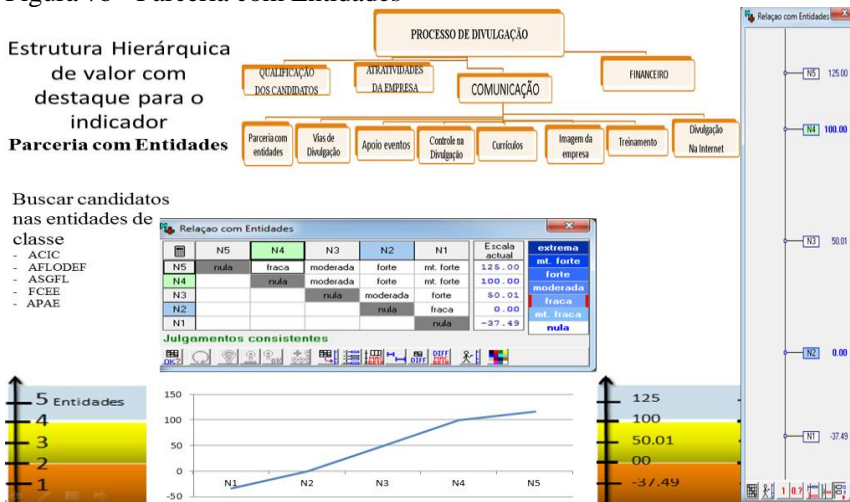 Figura 78 - Parceria com Entidades
Estrutura Hierárquica
de valor com
destaque para o
indicador
Parceria com Entidades
PROCESSO DE DIVULGAÇÃO
QUALIFICAÇÃO
DOS CANDIDATOS
ATRATIVIDADES
DA EMPRESA
COMUNICAÇÃO
FINANCEIRO
Parceria com
entidades
Vias de
Divulgação
Apoio eventos
Controle na
Divulgação
Currículos
Imagem da
empresa
Treinamento
Divulgação
Na Internet
Buscar candidatos
nas entidades de
classe
- ACIC
- AFLODEF
- ASGFL
- FCEE
- APAE
Relaçao com Entidades
N5 N4 N3 N2 N1 Escala actual
N5 nula fraca moderada forte mt. forte 125.00
N4 nula moderada forte mt. forte 100.00
N3 nula moderada forte 50.01
N2 nula fraca 0.00
N1 nula -37.49
extrema
mt. forte
forte
moderada
fraca
mt. fraca
nula
Julgamentos consistentes
5 Entidades
4
3
2
1
150
100
50
0
-50
N1 N2 N3 N4 N5
125
100
50.01
00
-37.49
Relaçao com Entidades
N5 125.00
N4 100.00
N3 50.01
N2 0.00
N1 -37.49